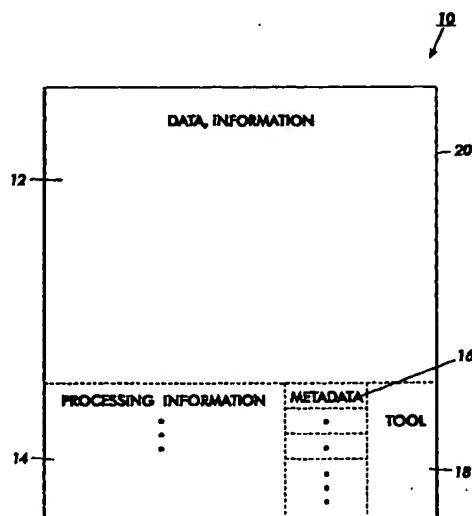 10
DATA, INFORMATION
20
12
16
PROCESSING INFORMATION
METADATA
TOOL
14
18